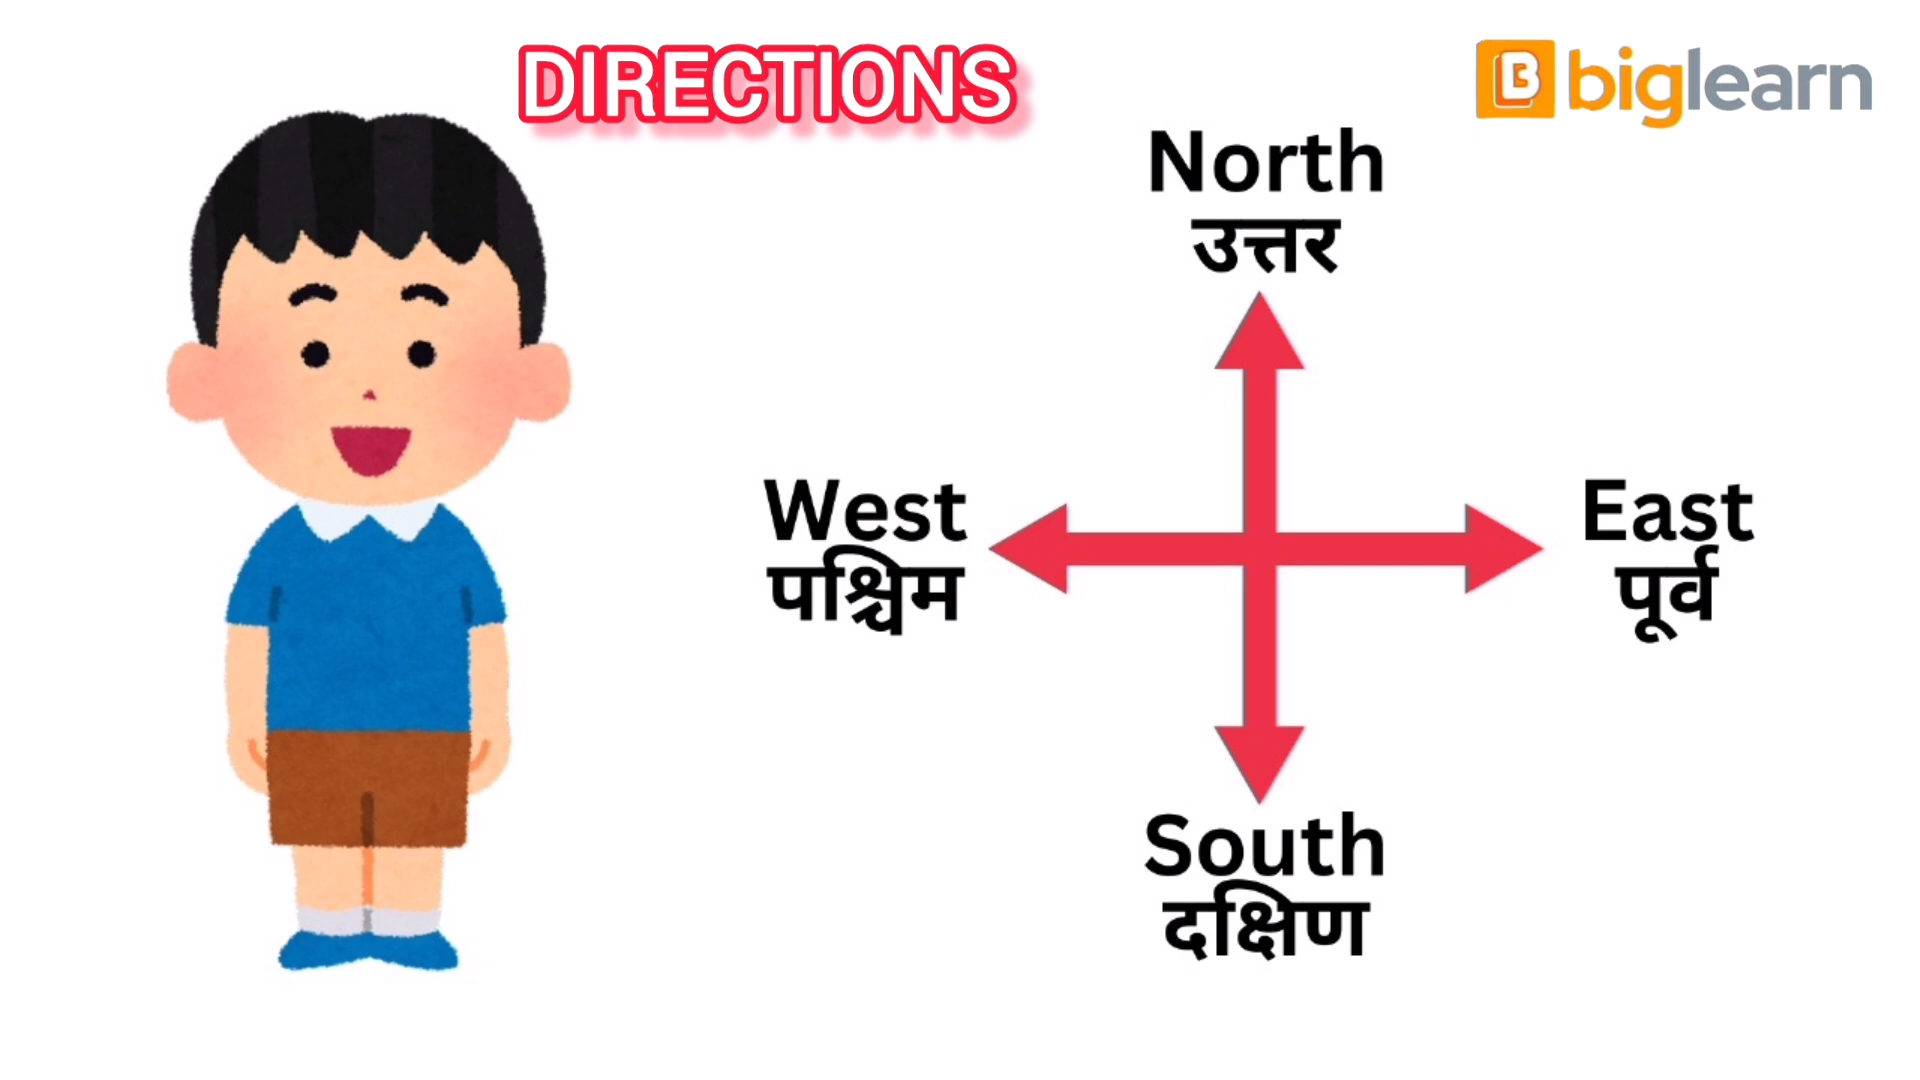 DIRECTIONS
B biglearn
North
उत्तर
West
पश्चिम
East
पूर्व
South
दक्षिण